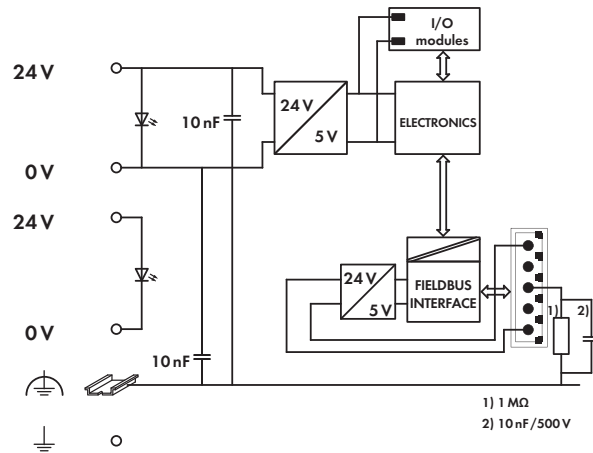 I/O
modules
24 V
24 V
10 nF
5 V
ELECTRONICS
0 V
24 V
24 V
5 V
FIELDBUS
INTERFACE
1)
2)
0 V
10 nF
1) 1 MΩ
2) 10 nF/500 V